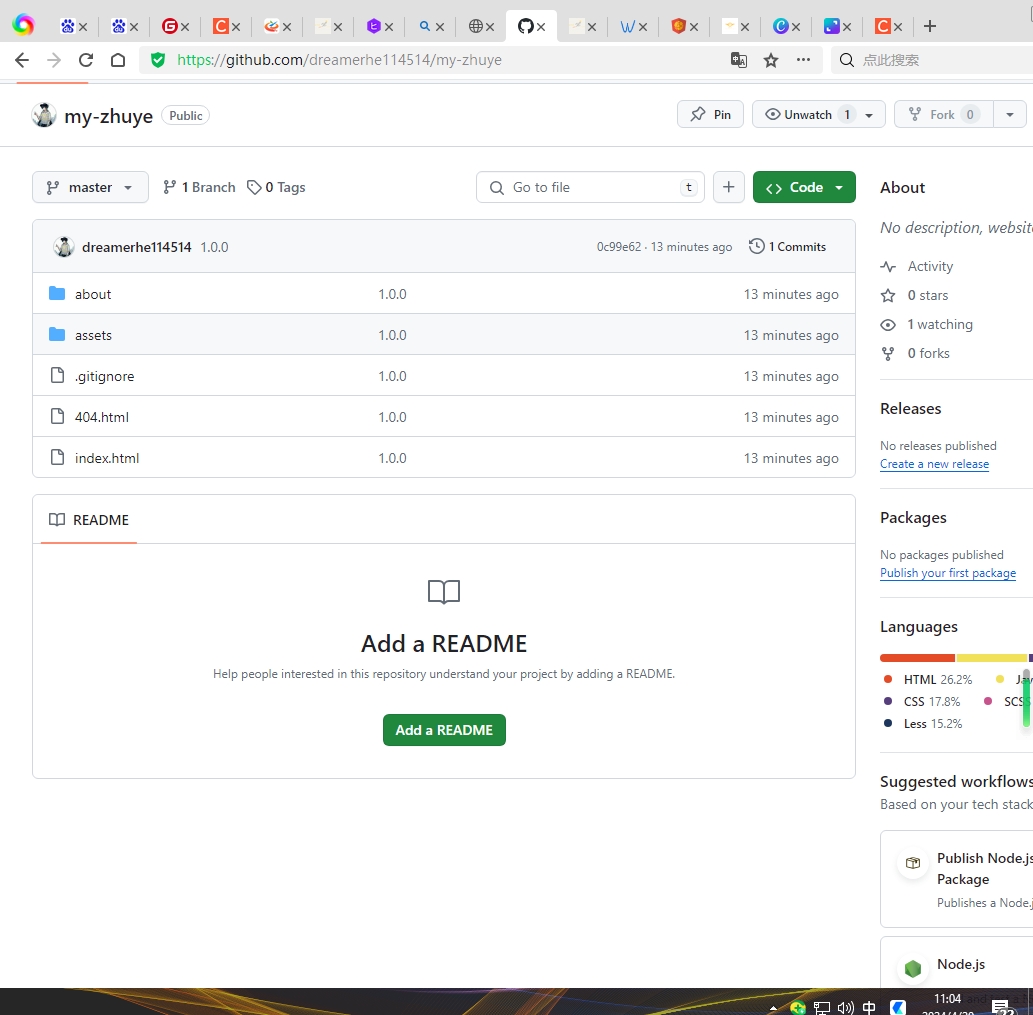 https://github.com/dreamerhe114514/my-zhuye
点此搜索
my-zhuye Public
Pin
Unwatch 1
Fork 0
master
1 Branch
0 Tags
Go to file t
Code
dreamerhe114514 1.0.0
0c99e62 · 13 minutes ago
1 Commits
about 1.0.0 13 minutes ago
assets 1.0.0 13 minutes ago
.gitignore 1.0.0 13 minutes ago
404.html 1.0.0 13 minutes ago
index.html 1.0.0 13 minutes ago
README
Add a README
Help people interested in this repository understand your project by adding a README.
Add a README
About
No description, website
Activity
0 stars
1 watching
0 forks
Releases
No releases published
Create a new release
Packages
No packages published
Publish your first package
Languages
HTML 26.2%
CSS 17.8% SCSS
Less 15.2%
Suggested workflows
Based on your tech stack
Publish Node.js
Package
Publishes a Node.j
Node.js
中
11:04